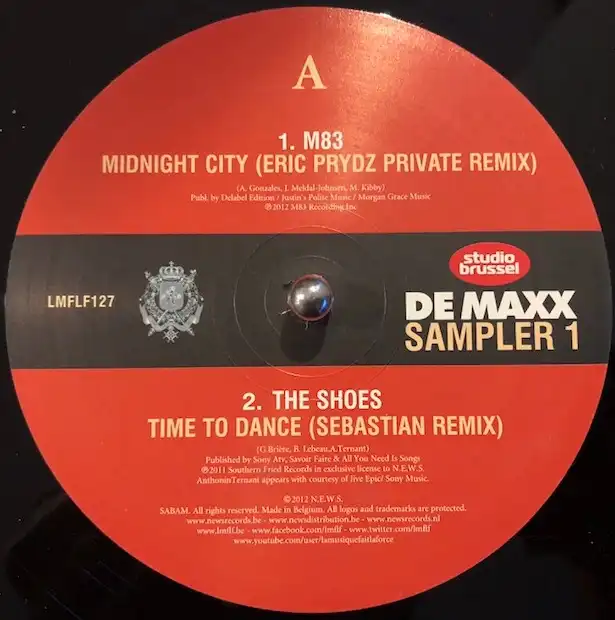 A
1. M83
MIDNIGHT CITY (ERIC PRYDZ PRIVATE REMIX)
(A. Gonzales, J. Meldal-Johnsen, M. Kibby)
Publ. by Delabel Edition / Justin's Polite Music / Morgan Grace Music
℗2012 M83 Recording Inc
LMFLF127
studio
brussel
DE MAXX
SAMPLER 1
2. THE SHOES
TIME TO DANCE (SEBASTIAN REMIX)
(G.Brière, B. Lebeau,A.Ternant)
Published by Sony Atv, Savoir Faire & All You Need Is Songs
℗2011 Southern Fried Records in exclusive license to N.E.W.S.
AnthoninTernant appears with courtesy of Jive Epic/ Sony Music.
©2012 N.E.W.S.
SABAM. All rights reserved. Made in Belgium. All logos and trademarks are protected.
www.newsrecords.be - www.newsdistribution.be - www.newsrecords.nl
www.lmflf.be - www.facebook.com/lmflf - www.twitter.com/lmflf
www.youtube.com/user/lamusiquefaitlaforce